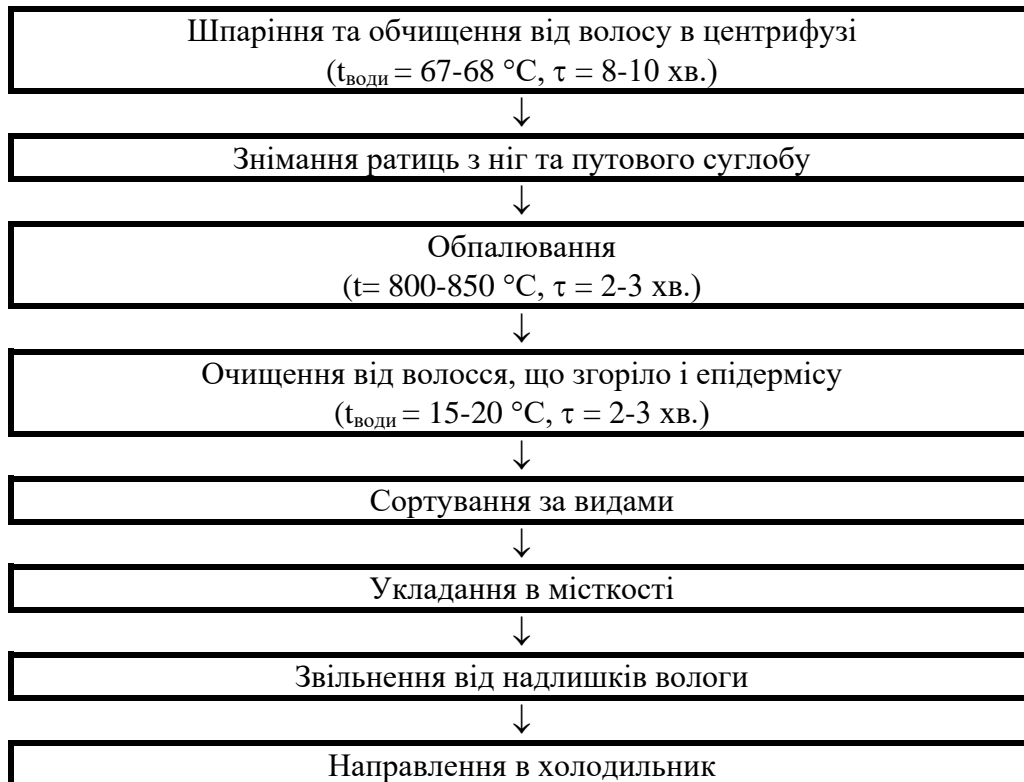 Шпаріння та обчищення від волосу в центрифузі
(tводи = 67-68 °С, τ = 8-10 хв.)
↓
Знімання ратиць з ніг та путового суглобу
↓
Обпалювання
(t= 800-850 °С, τ = 2-3 хв.)
↓
Очищення від волосся, що згоріло і епідермісу
(tводи = 15-20 °С, τ = 2-3 хв.)
↓
Сортування за видами
↓
Укладання в місткості
↓
Звільнення від надлишків вологи
↓
Направлення в холодильник